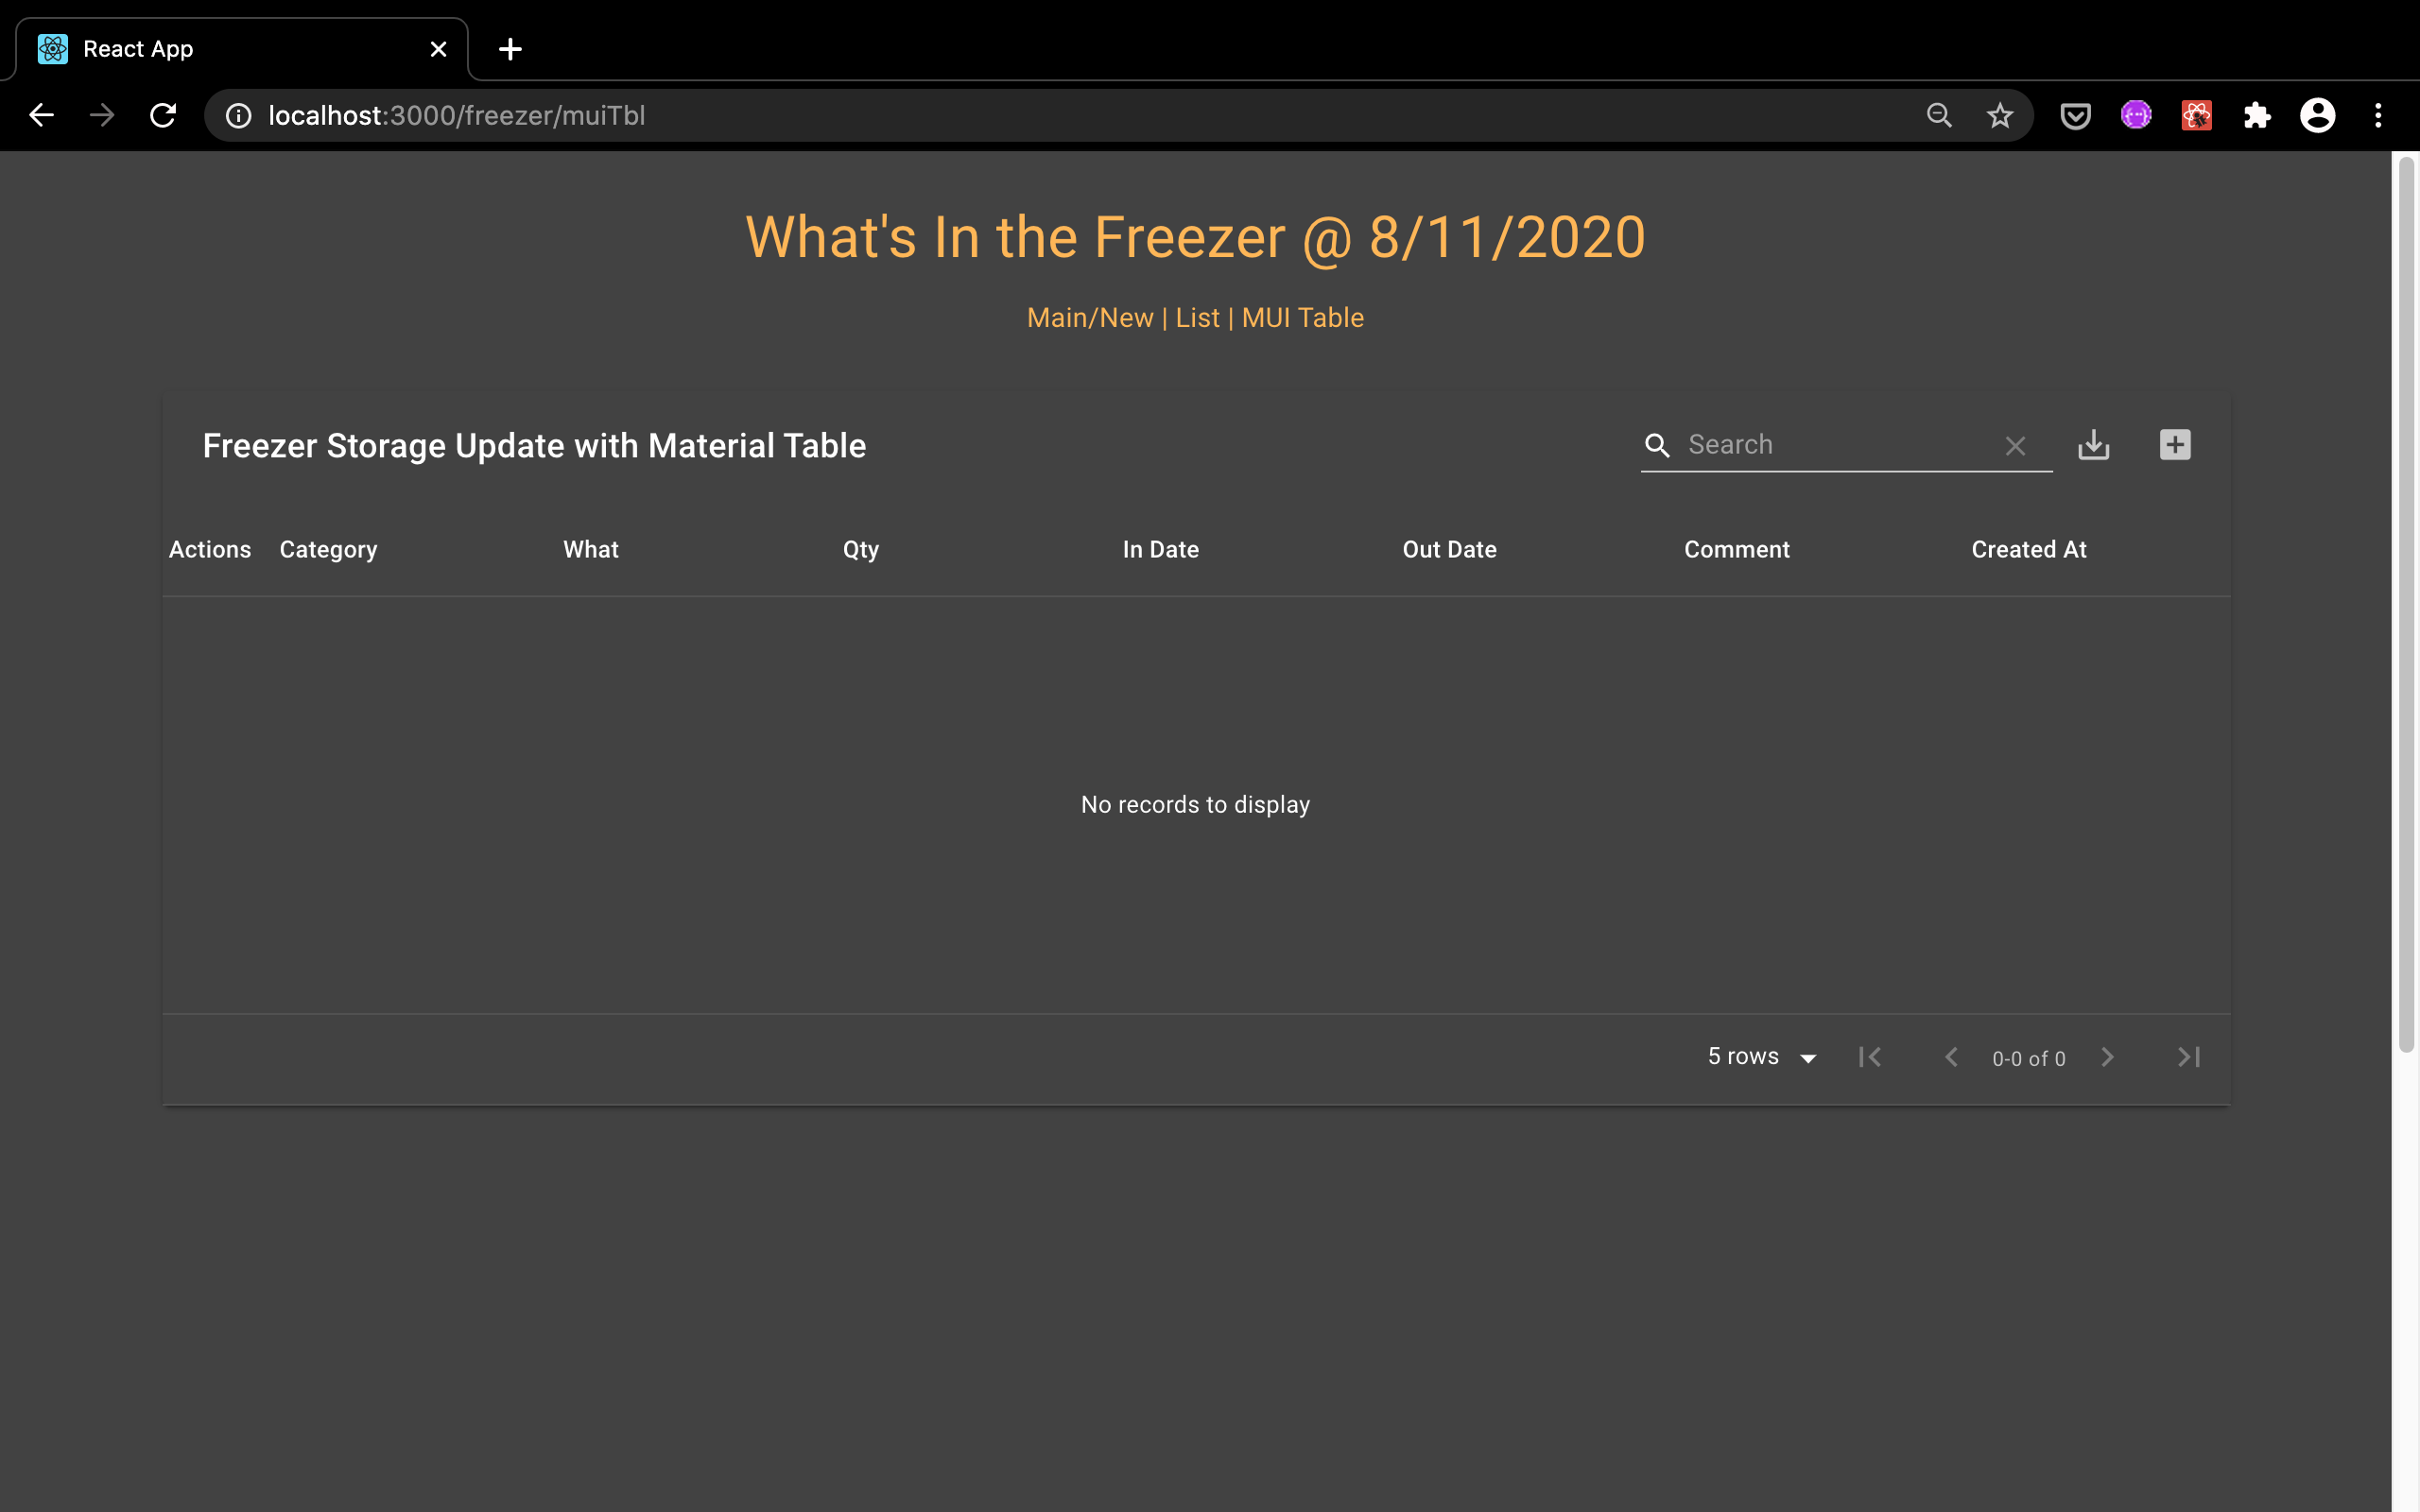 React App
localhost:3000/freezer/muiTbl
What's In the Freezer @ 8/11/2020
Main/New | List | MUI Table
Freezer Storage Update with Material Table
Search
Actions Category What Qty In Date Out Date Comment Created At
No records to display
5 rows 0-0 of 0